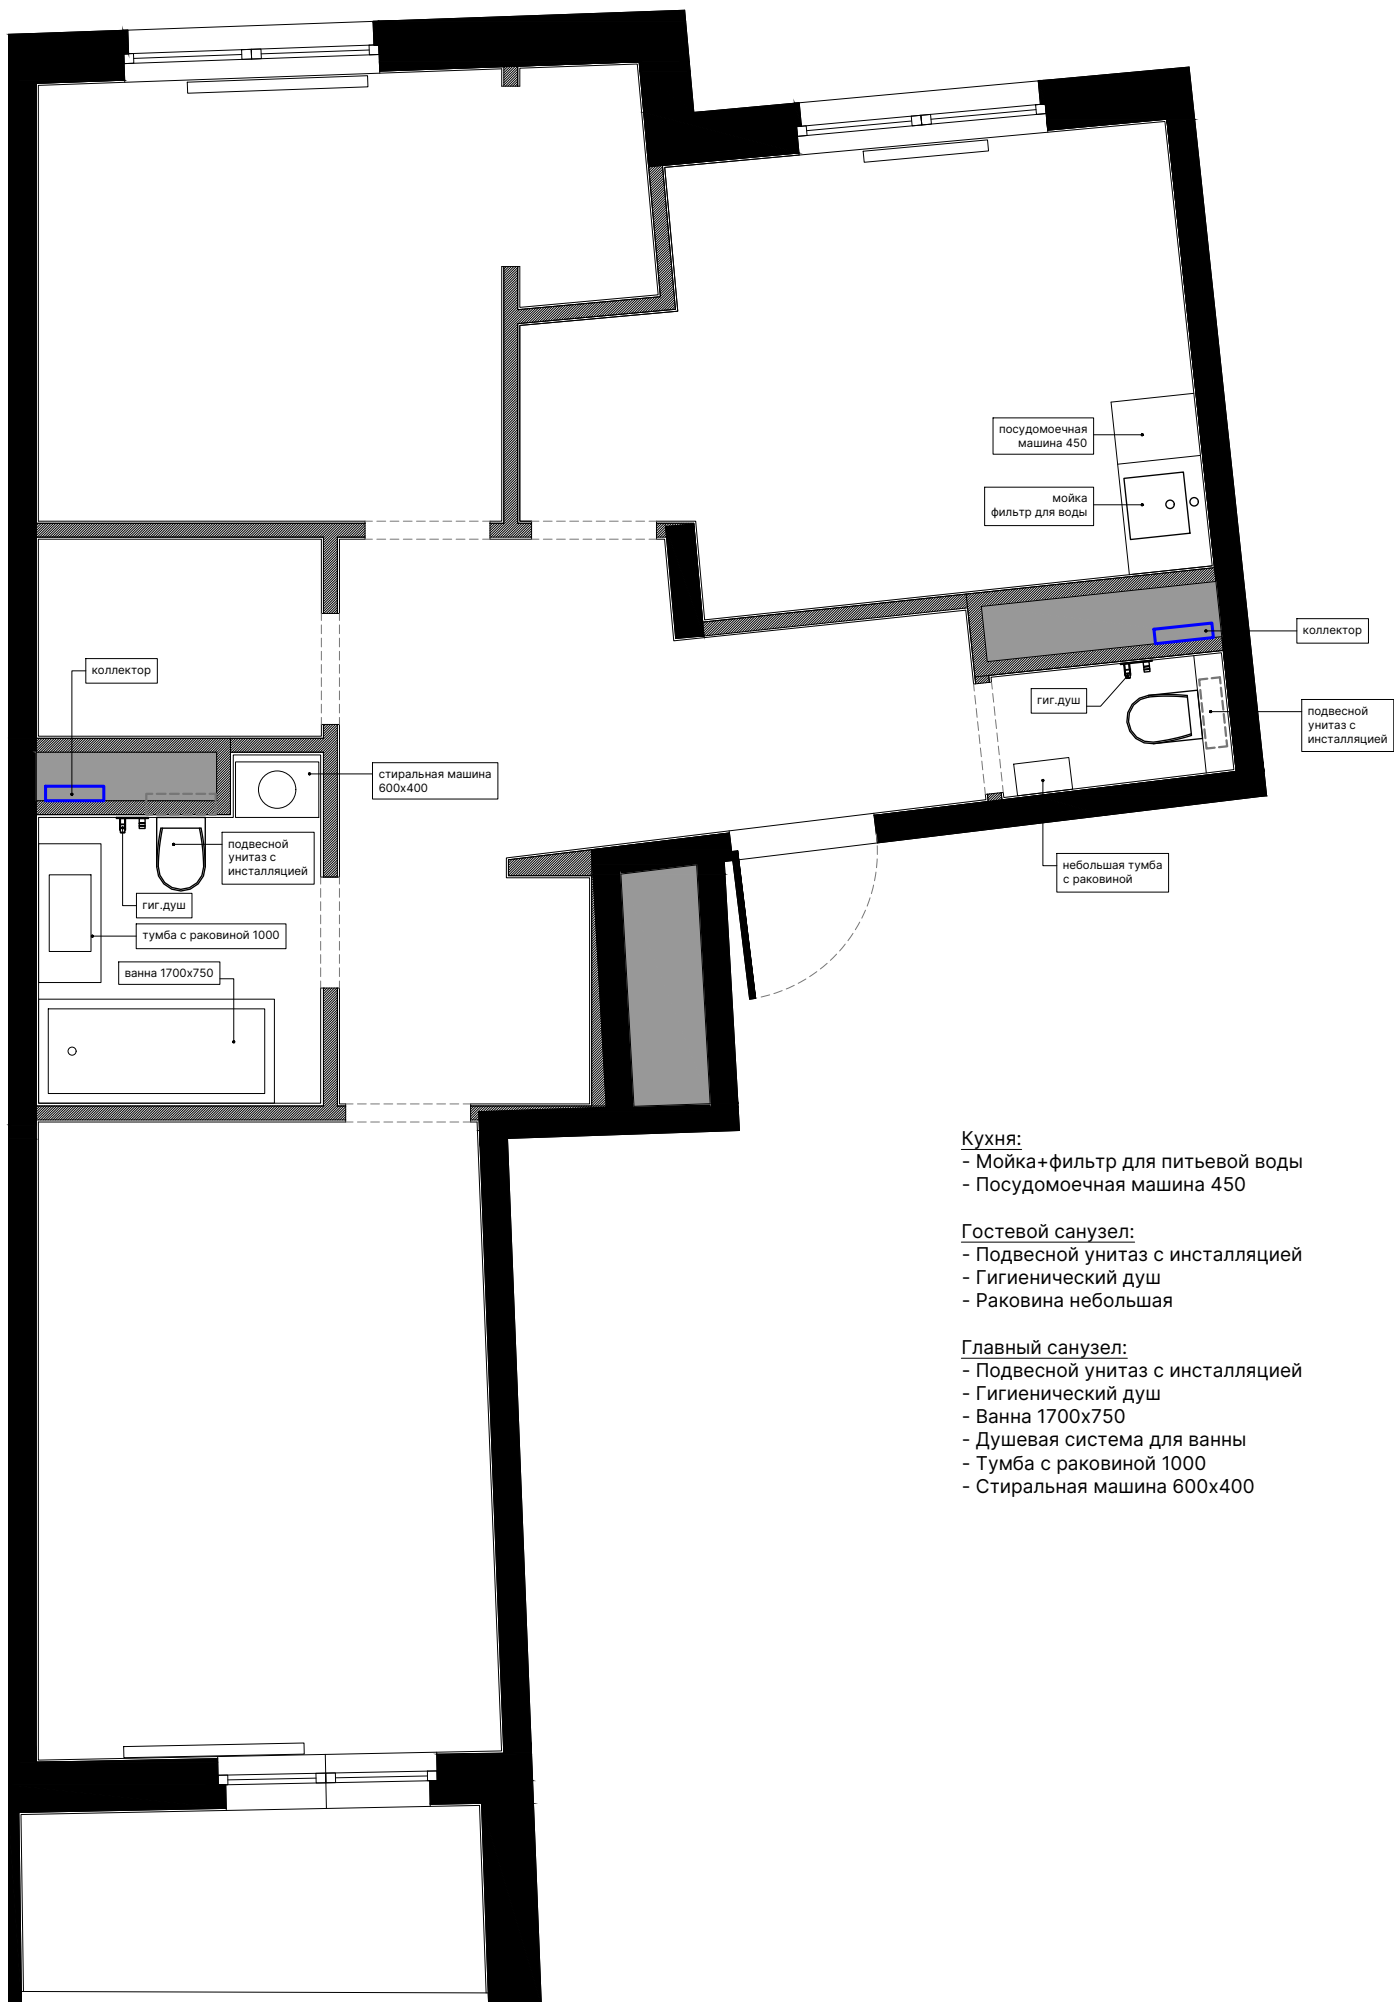 посудомоечная
машина 450
мойка
фильтр для воды
коллектор
коллектор
гиг.душ
подвесной
унитаз с
инсталляцией
стиральная машина
600х400
подвесной
унитаз с
инсталляцией
небольшая тумба
с раковиной
гиг.душ
тумба с раковиной 1000
ванна 1700х750
Кухня:
- Мойка+фильтр для питьевой воды
- Посудомоечная машина 450
Гостевой санузел:
- Подвесной унитаз с инсталляцией
- Гигиенический душ
- Раковина небольшая
Главный санузел:
- Подвесной унитаз с инсталляцией
- Гигиенический душ
- Ванна 1700х750
- Душевая система для ванны
- Тумба с раковиной 1000
- Стиральная машина 600х400